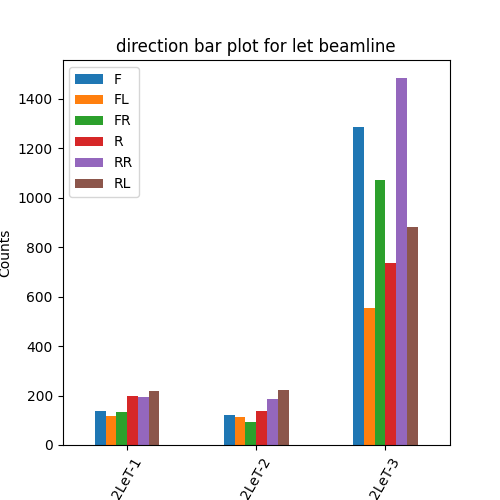 direction bar plot for let beamline
F
FL
FR
R
RR
RL
Counts
1400
1200
1000
800
600
400
200
0
2LeT-1
2LeT-2
2LeT-3